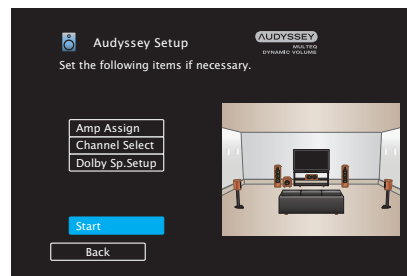 Audyssey Setup
AUDYSSEY
MULTEQ
DYNAMIC VOLUME
Set the following items if necessary.
Amp Assign
Channel Select
Dolby Sp.Setup
Start
Back